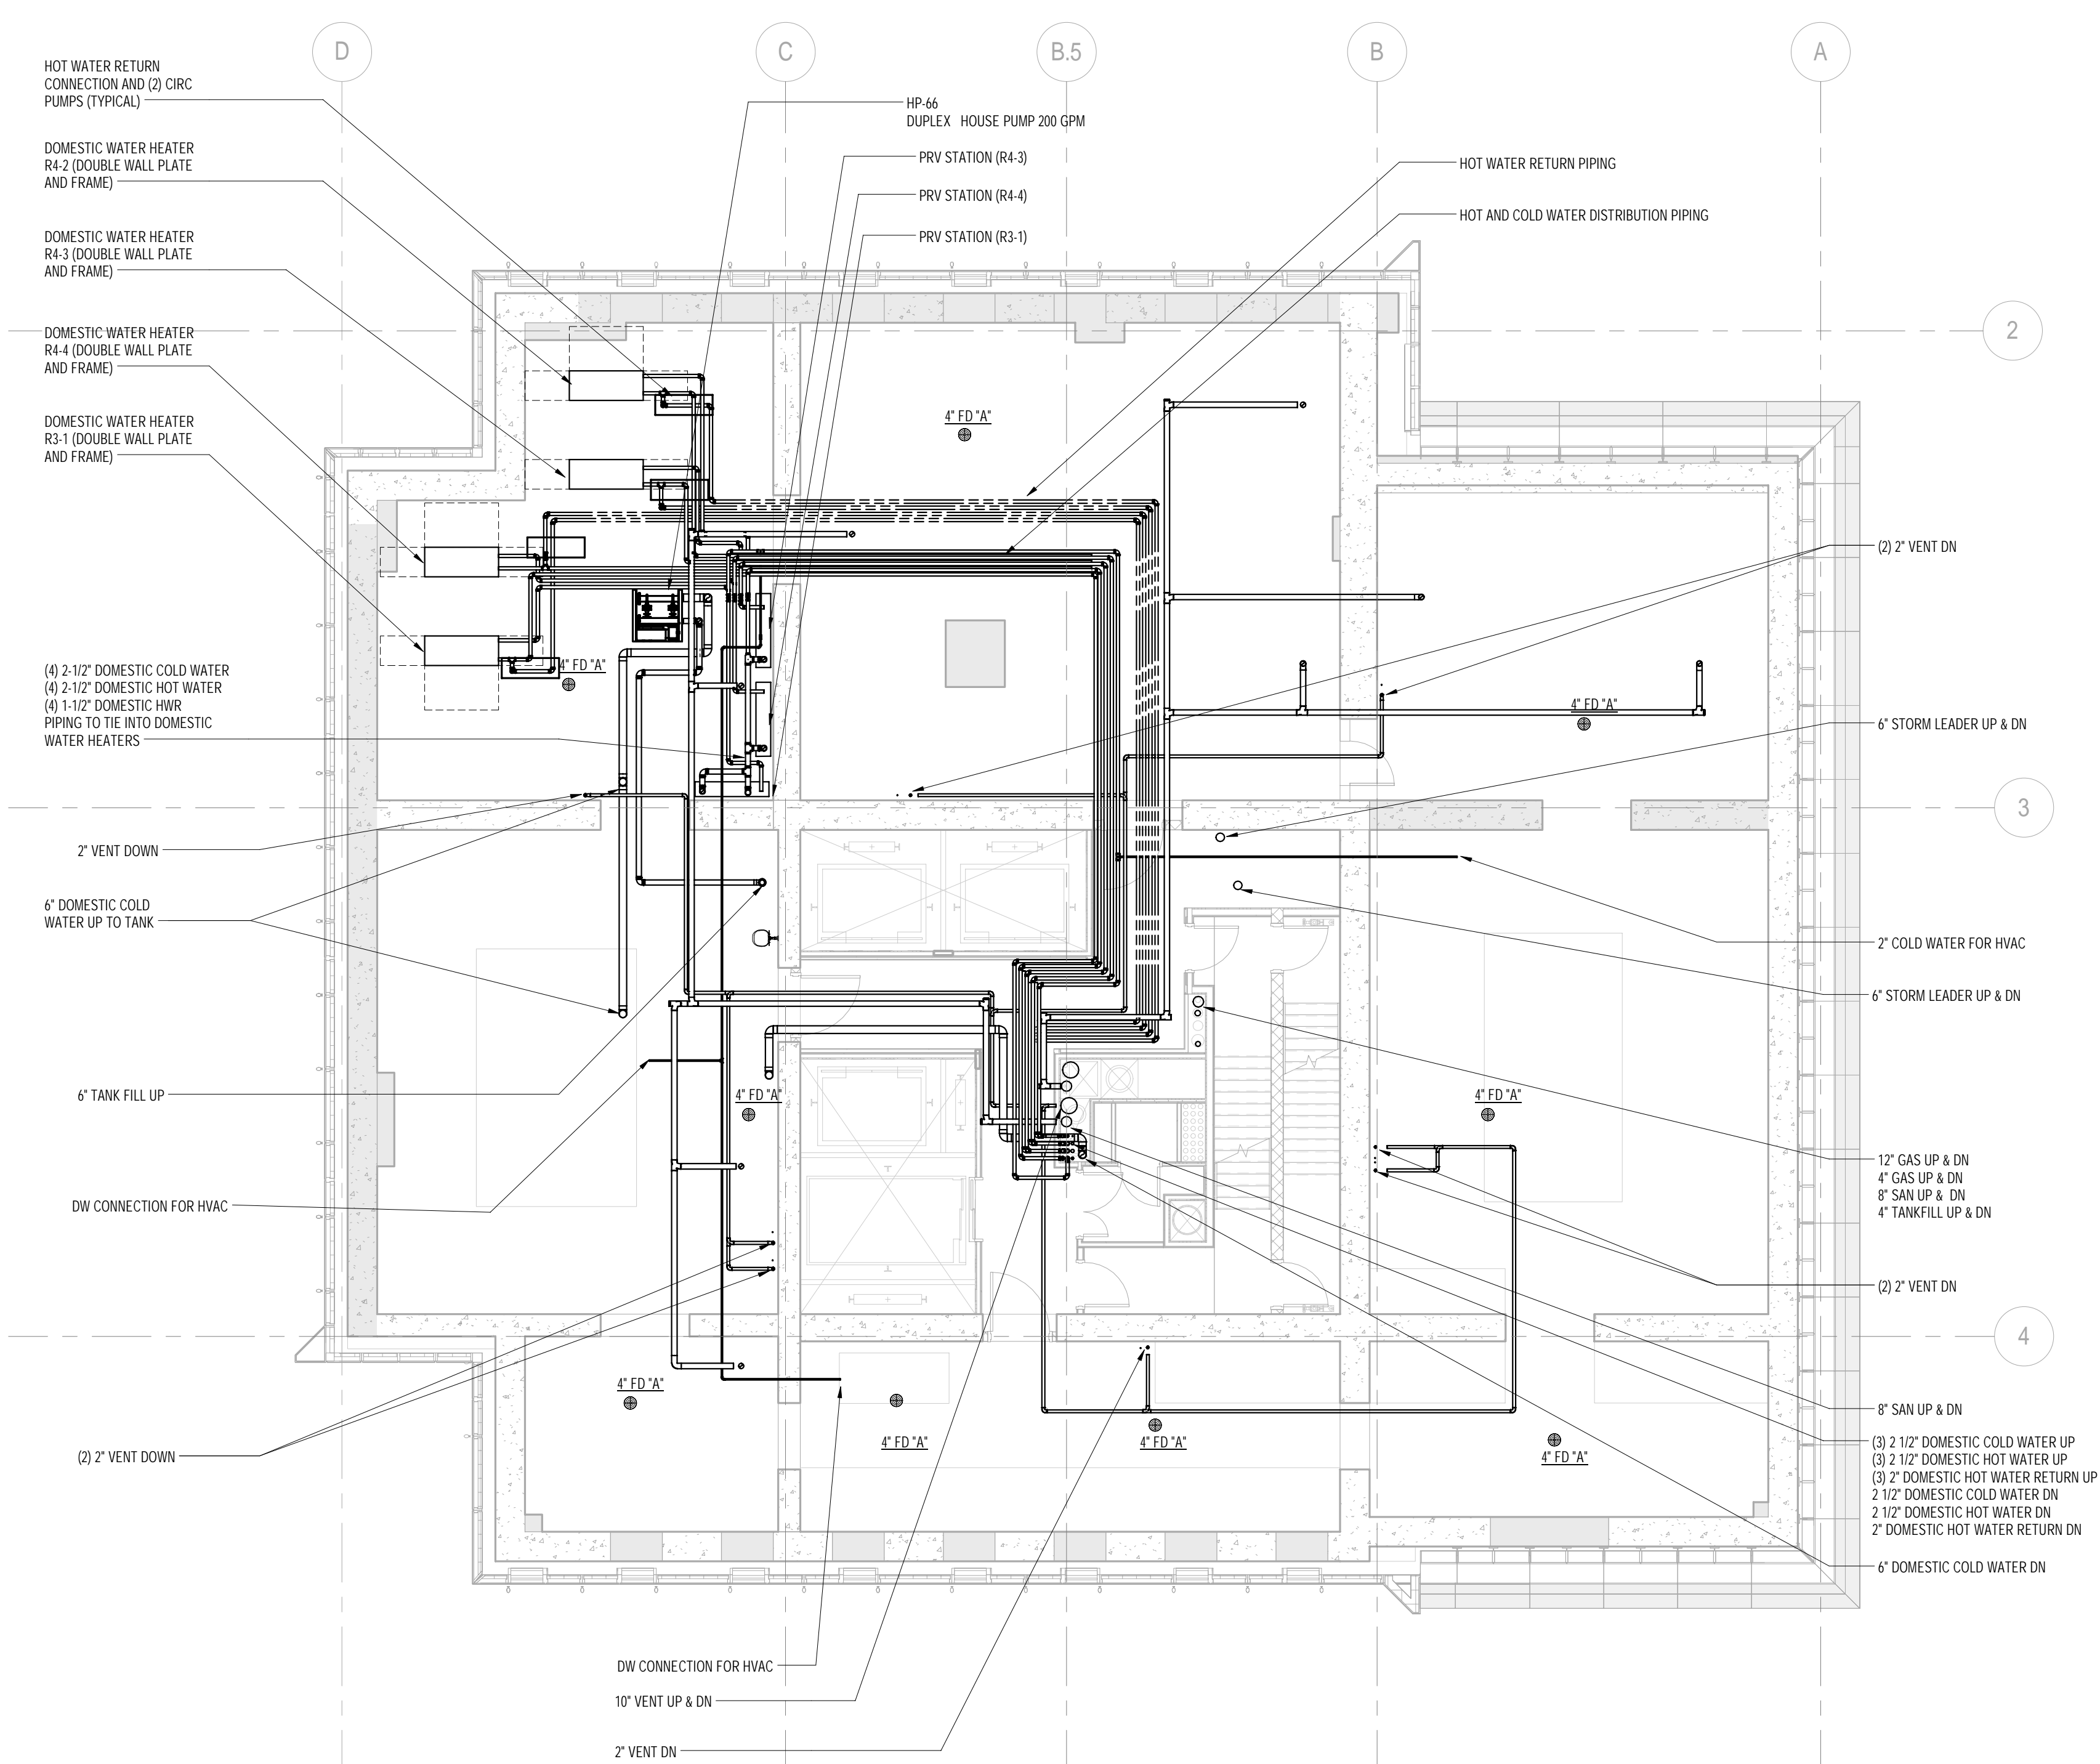 D
C
B.5
B
A
HOT WATER RETURN
CONNECTION AND (2) CIRC
PUMPS (TYPICAL)
DOMESTIC WATER HEATER
R4-2 (DOUBLE WALL PLATE
AND FRAME)
DOMESTIC WATER HEATER
R4-3 (DOUBLE WALL PLATE
AND FRAME)
DOMESTIC WATER HEATER
R4-4 (DOUBLE WALL PLATE
AND FRAME)
DOMESTIC WATER HEATER
R3-1 (DOUBLE WALL PLATE
AND FRAME)
(4) 2-1/2" DOMESTIC COLD WATER
(4) 2-1/2" DOMESTIC HOT WATER
(4) 1-1/2" DOMESTIC HWR
PIPING TO TIE INTO DOMESTIC
WATER HEATERS
2" VENT DOWN
6" DOMESTIC COLD
WATER UP TO TANK
6" TANK FILL UP
DW CONNECTION FOR HVAC
(2) 2" VENT DOWN
HP-66
DUPLEX HOUSE PUMP 200 GPM
PRV STATION (R4-3)
PRV STATION (R4-4)
PRV STATION (R3-1)
HOT WATER RETURN PIPING
HOT AND COLD WATER DISTRIBUTION PIPING
4" FD "A"
4" FD "A"
4" FD "A"
4" FD "A"
4" FD "A"
4" FD "A"
4" FD "A"
4" FD "A"
4" FD "A"
2
3
4
(2) 2" VENT DN
6" STORM LEADER UP & DN
2" COLD WATER FOR HVAC
6" STORM LEADER UP & DN
12" GAS UP & DN
4" GAS UP & DN
8" SAN UP & DN
4" TANKFILL UP & DN
(2) 2" VENT DN
8" SAN UP & DN
(3) 2 1/2" DOMESTIC COLD WATER UP
(3) 2 1/2" DOMESTIC HOT WATER UP
(3) 2" DOMESTIC HOT WATER RETURN UP
2 1/2" DOMESTIC COLD WATER DN
2 1/2" DOMESTIC HOT WATER DN
2" DOMESTIC HOT WATER RETURN DN
6" DOMESTIC COLD WATER DN
DW CONNECTION FOR HVAC
10" VENT UP & DN
2" VENT DN